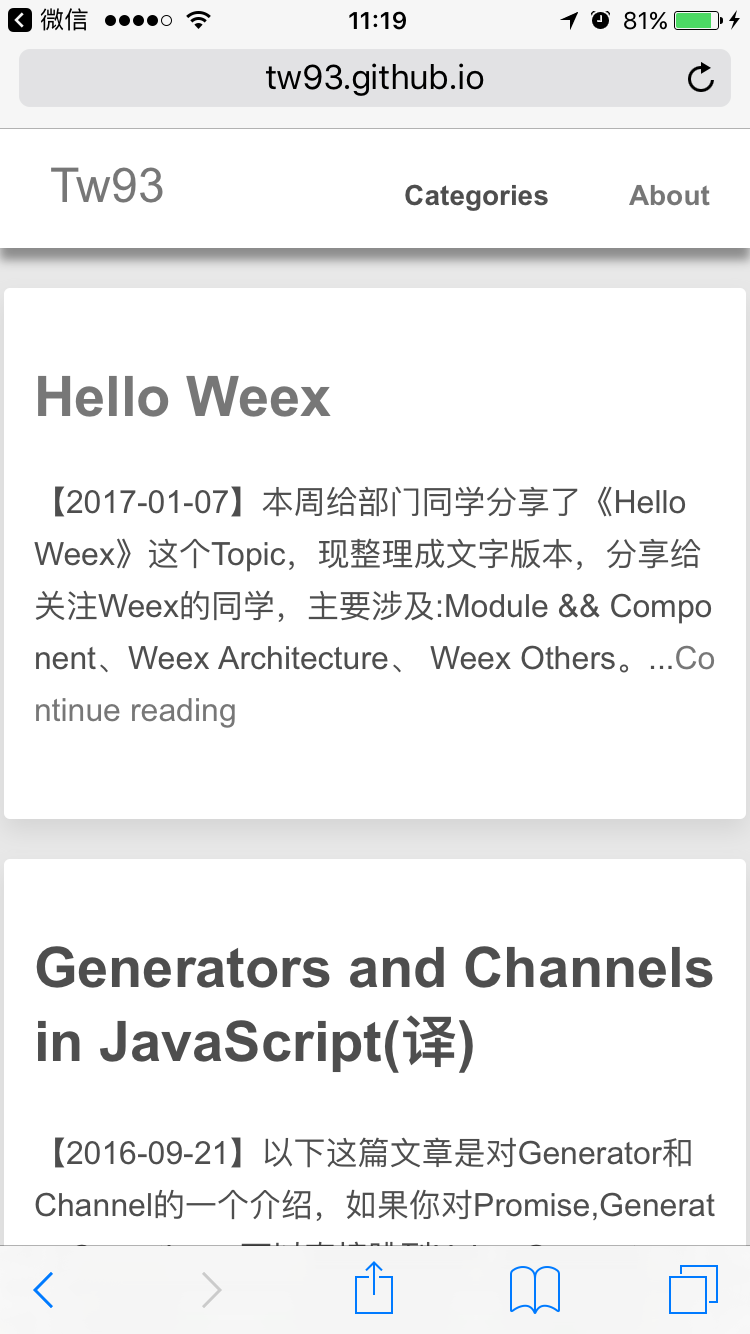 微信 11:19 81%
tw93.github.io
Tw93 Categories About
Hello Weex
【2017-01-07】本周给部门同学分享了《Hello
Weex》这个Topic，现整理成文字版本，分享给
关注Weex的同学，主要涉及:Module && Compo
nent、Weex Architecture、 Weex Others。...Co
ntinue reading
Generators and Channels
in JavaScript(译)
【2016-09-21】以下这篇文章是对Generator和
Channel的一个介绍，如果你对Promise,Generat